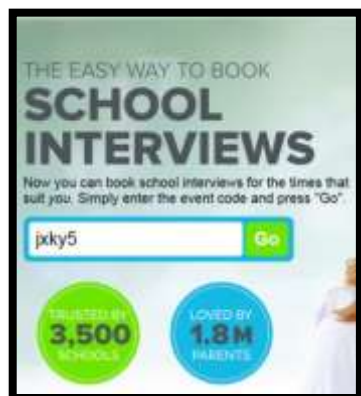 THE EASY WAY TO BOOK
SCHOOL
INTERVIEWS
Now you can book school interviews for the times that
suit you. Simply enter the event code and press "Go".
jxky5 Go
TRUSTED BY
3,500
SCHOOLS
LOVED BY
1.8M
PARENTS